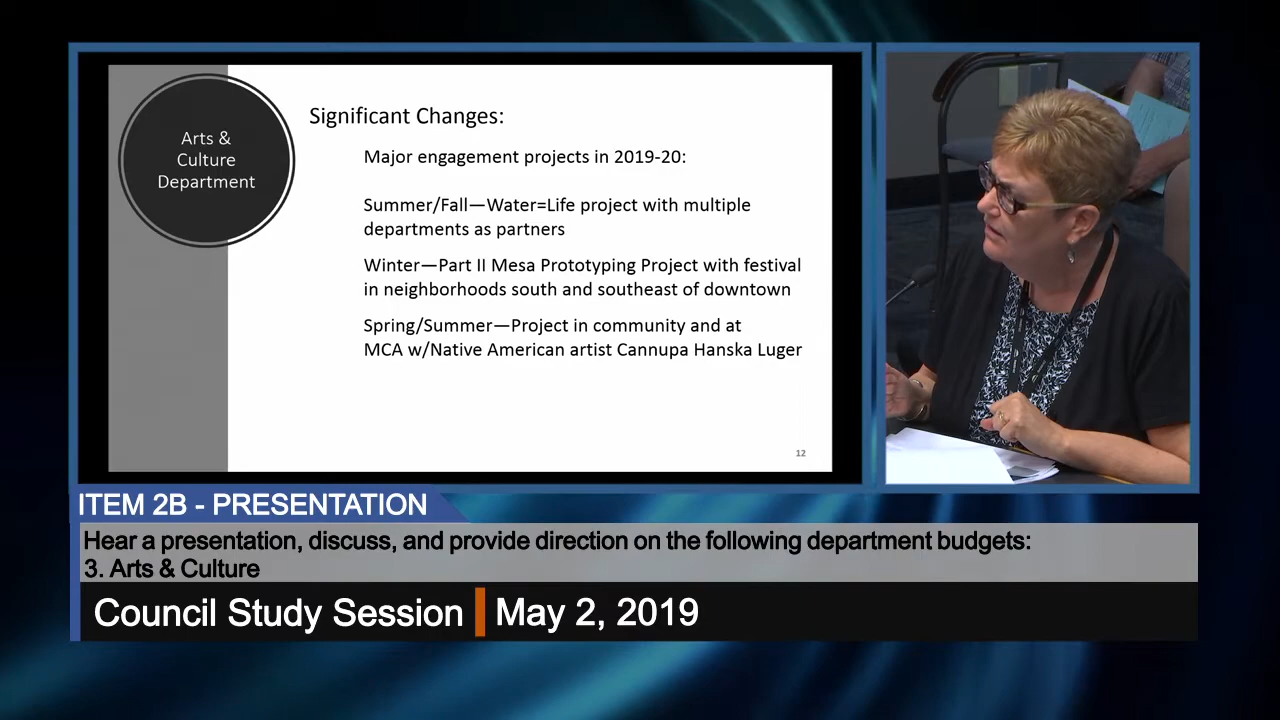 Arts &
Culture
Department
Significant Changes:
Major engagement projects in 2019-20:
Summer/Fall—Water=Life project with multiple
departments as partners
Winter—Part II Mesa Prototyping Project with festival
in neighborhoods south and southeast of downtown
Spring/Summer—Project in community and at
MCA w/Native American artist Cannupa Hanska Luger
12
ITEM 2B - PRESENTATION
Hear a presentation, discuss, and provide direction on the following department budgets:
3. Arts & Culture
Council Study Session
May 2, 2019